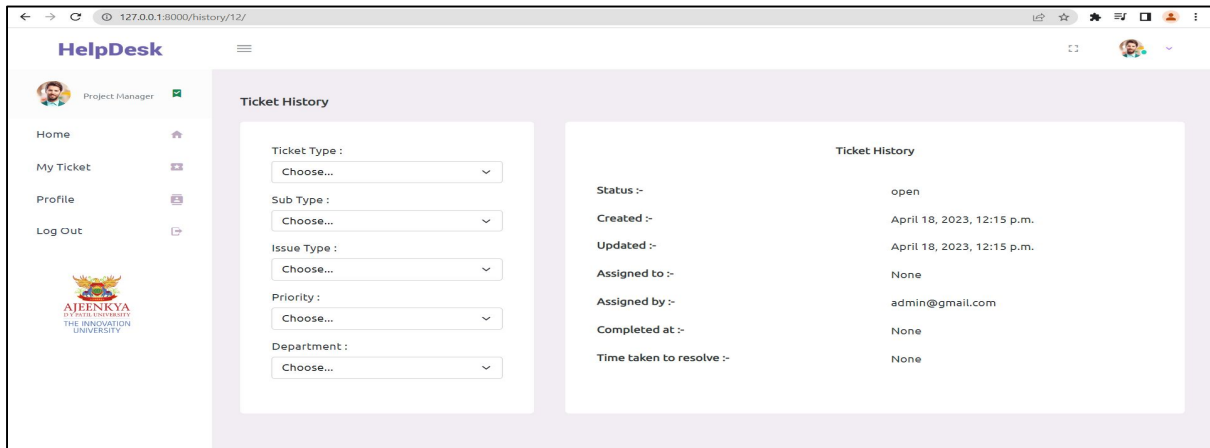 127.0.0.1:8000/history/12/
HelpDesk
Project Manager
Home
My Ticket
Profile
Log Out
AJEENKYA
D Y PATIL UNIVERSITY
THE INNOVATION
UNIVERSITY
Ticket History
Ticket Type :
Choose...
Sub Type :
Choose...
Issue Type :
Choose...
Priority :
Choose...
Department :
Choose...
Ticket History
Status :- open
Created :- April 18, 2023, 12:15 p.m.
Updated :- April 18, 2023, 12:15 p.m.
Assigned to :- None
Assigned by :- admin@gmail.com
Completed at :- None
Time taken to resolve :- None